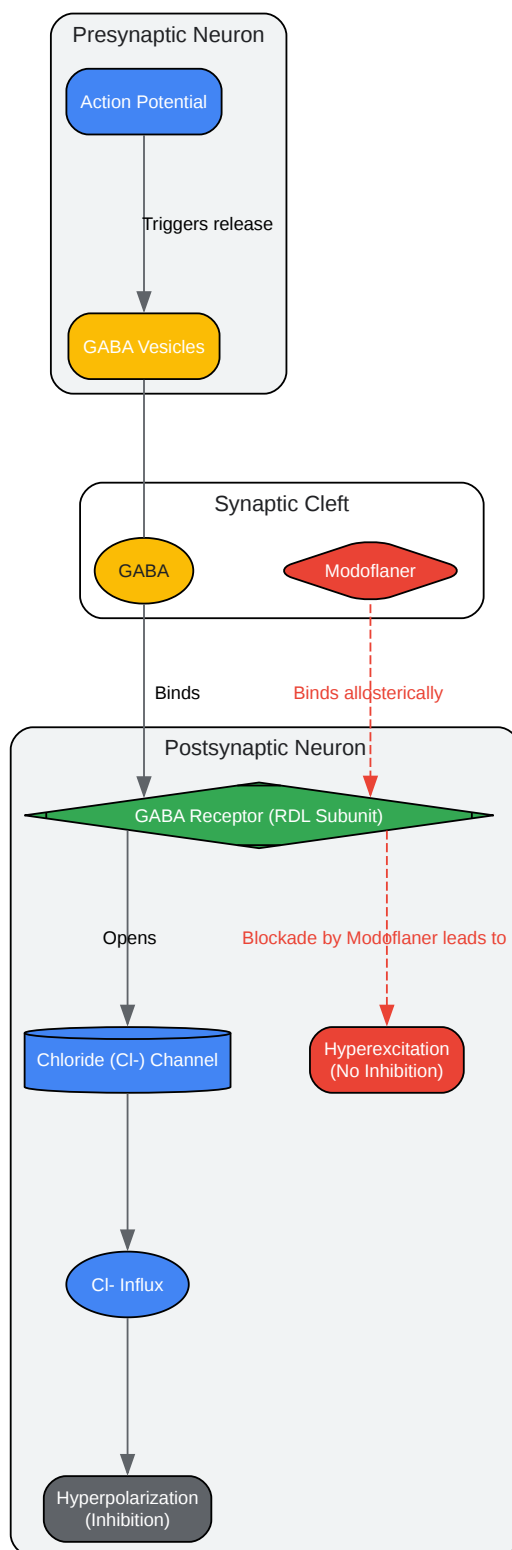 Presynaptic Neuron
Action Potential
Triggers release
GABA Vesicles
Synaptic Cleft
GABA
Modoflaner
Binds
Binds allosterically
Postsynaptic Neuron
GABA Receptor (RDL Subunit)
Opens
Blockade by Modoflaner leads to
Chloride (Cl-) Channel
Hyperexcitation
(No Inhibition)
Cl- Influx
Hyperpolarization
(Inhibition)